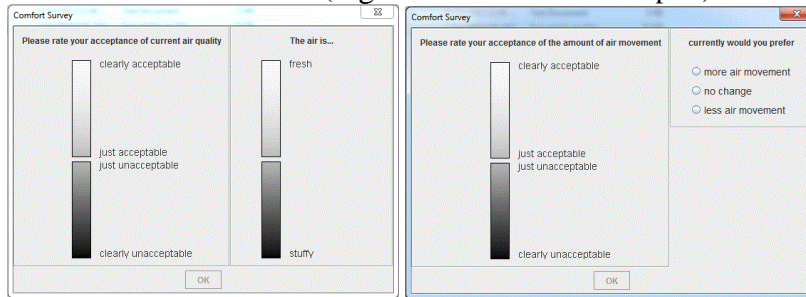 Comfort Survey
Please rate your acceptance of current air quality
The air is...
clearly acceptable
fresh
just acceptable
just unacceptable
clearly unacceptable
stuffy
OK
Comfort Survey
Please rate your acceptance of the amount of air movement
currently would you prefer
clearly acceptable
more air movement
no change
less air movement
just acceptable
just unacceptable
clearly unacceptable
OK